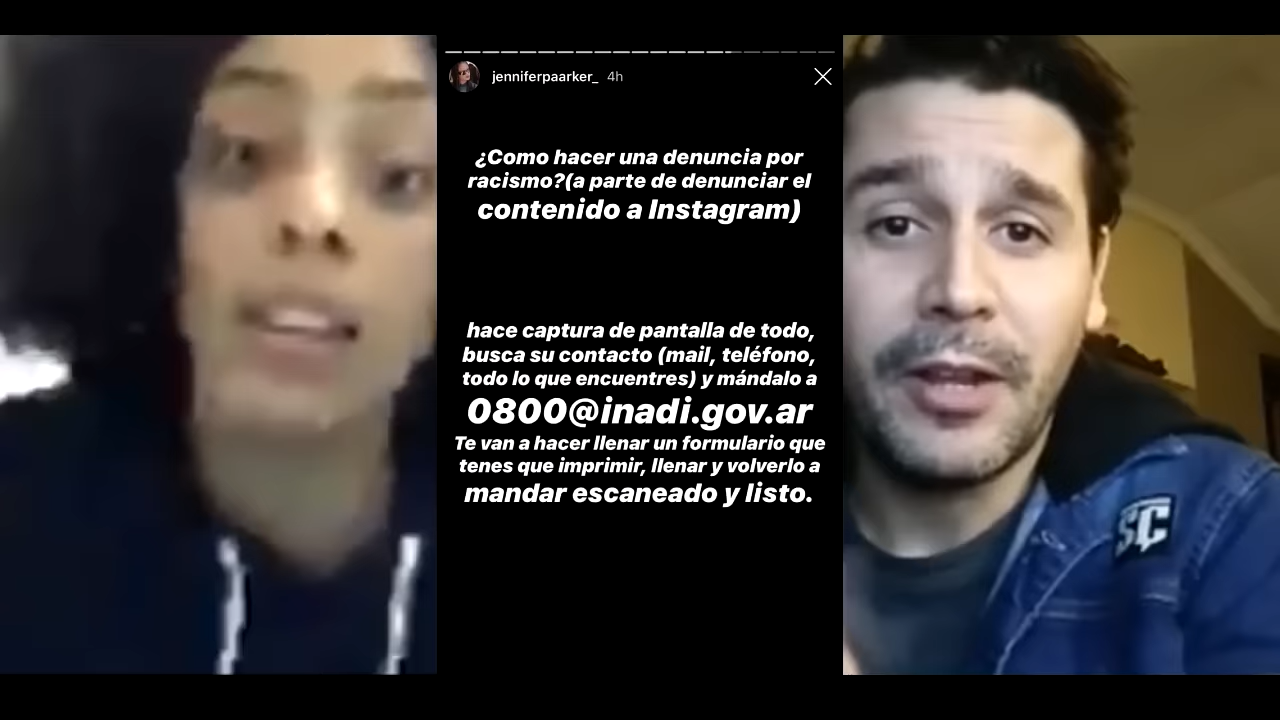 jenniferpaarker_ 4h
¿Como hacer una denuncia por
racismo?(a parte de denunciar el
contenido a Instagram)
hace captura de pantalla de todo,
busca su contacto (mail, teléfono,
todo lo que encuentres) y mándalo a
0800@inadi.gov.ar
Te van a hacer llenar un formulario que
tenes que imprimir, llenar y volverlo a
mandar escaneado y listo.
SC